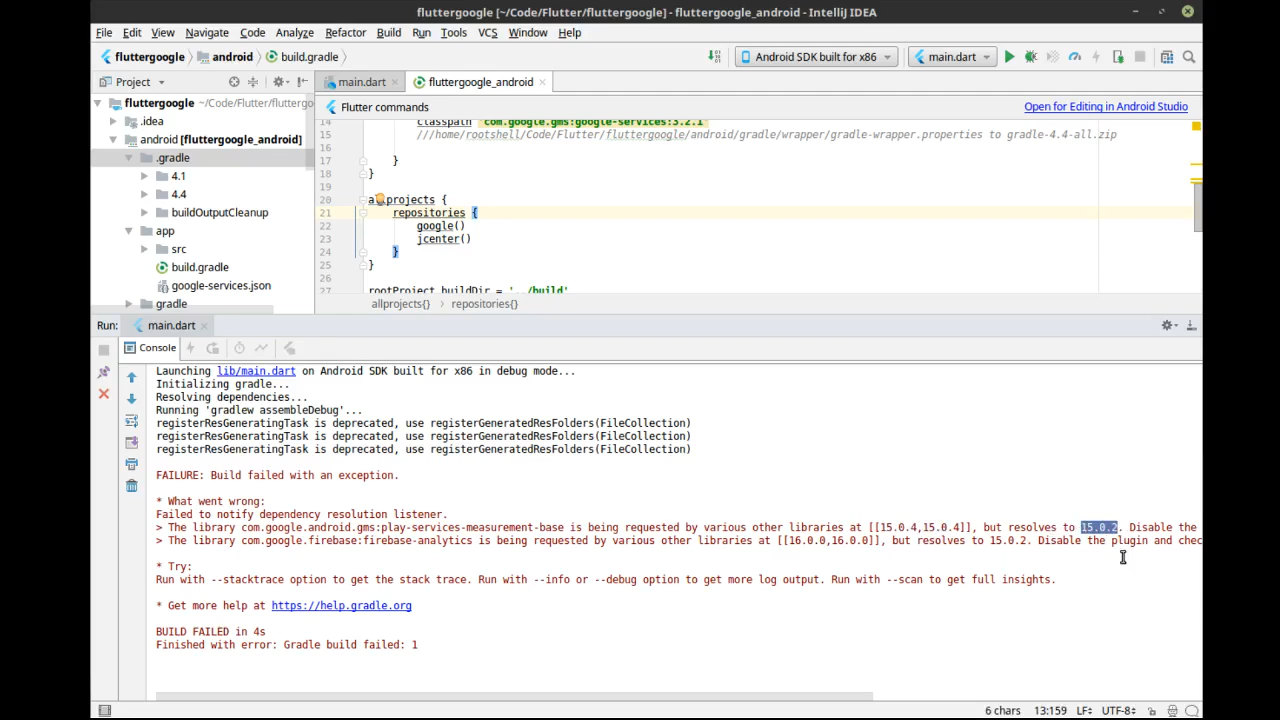 fluttergoogle [~/Code/Flutter/fluttergoogle] - fluttergoogle_android - IntelliJ IDEA
File Edit View Navigate Code Analyze Refactor Build Run Tools VCS Window Help
fluttergoogle android build.gradle Android SDK built for x86 main.dart
Project main.dart fluttergoogle_android
fluttergoogle ~/Code/Flutter/fluttergo
.idea
android [fluttergoogle_android]
.gradle
4.1
4.4
buildOutputCleanup
app
src
build.gradle
google-services.json
gradle
Flutter commands Open for Editing in Android Studio
14 classpath 'com.google.gms:google-services:3.2.1'
15 ///home/rootshell/Code/Flutter/fluttergoogle/android/gradle/wrapper/gradle-wrapper.properties to gradle-4.4-all.zip
16
17 }
18 }
19
20 allprojects {
21 repositories {
22 google()
23 jcenter()
24 }
25 }
26
27 rootProject.buildDir = '../build'
allprojects{} repositories{}
Run: main.dart
Console
Launching lib/main.dart on Android SDK built for x86 in debug mode...
Initializing gradle...
Resolving dependencies...
Running 'gradlew assembleDebug'...
registerResGeneratingTask is deprecated, use registerGeneratedResFolders(FileCollection)
registerResGeneratingTask is deprecated, use registerGeneratedResFolders(FileCollection)
registerResGeneratingTask is deprecated, use registerGeneratedResFolders(FileCollection)
FAILURE: Build failed with an exception.
* What went wrong:
Failed to notify dependency resolution listener.
> The library com.google.android.gms:play-services-measurement-base is being requested by various other libraries at [[15.0.4,15.0.4]], but resolves to 15.0.2. Disable the
> The library com.google.firebase:firebase-analytics is being requested by various other libraries at [[16.0.0,16.0.0]], but resolves to 15.0.2. Disable the plugin and chec
* Try:
Run with --stacktrace option to get the stack trace. Run with --info or --debug option to get more log output. Run with --scan to get full insights.
* Get more help at https://help.gradle.org
BUILD FAILED in 4s
Finished with error: Gradle build failed: 1
6 chars 13:159 LF÷ UTF-8÷